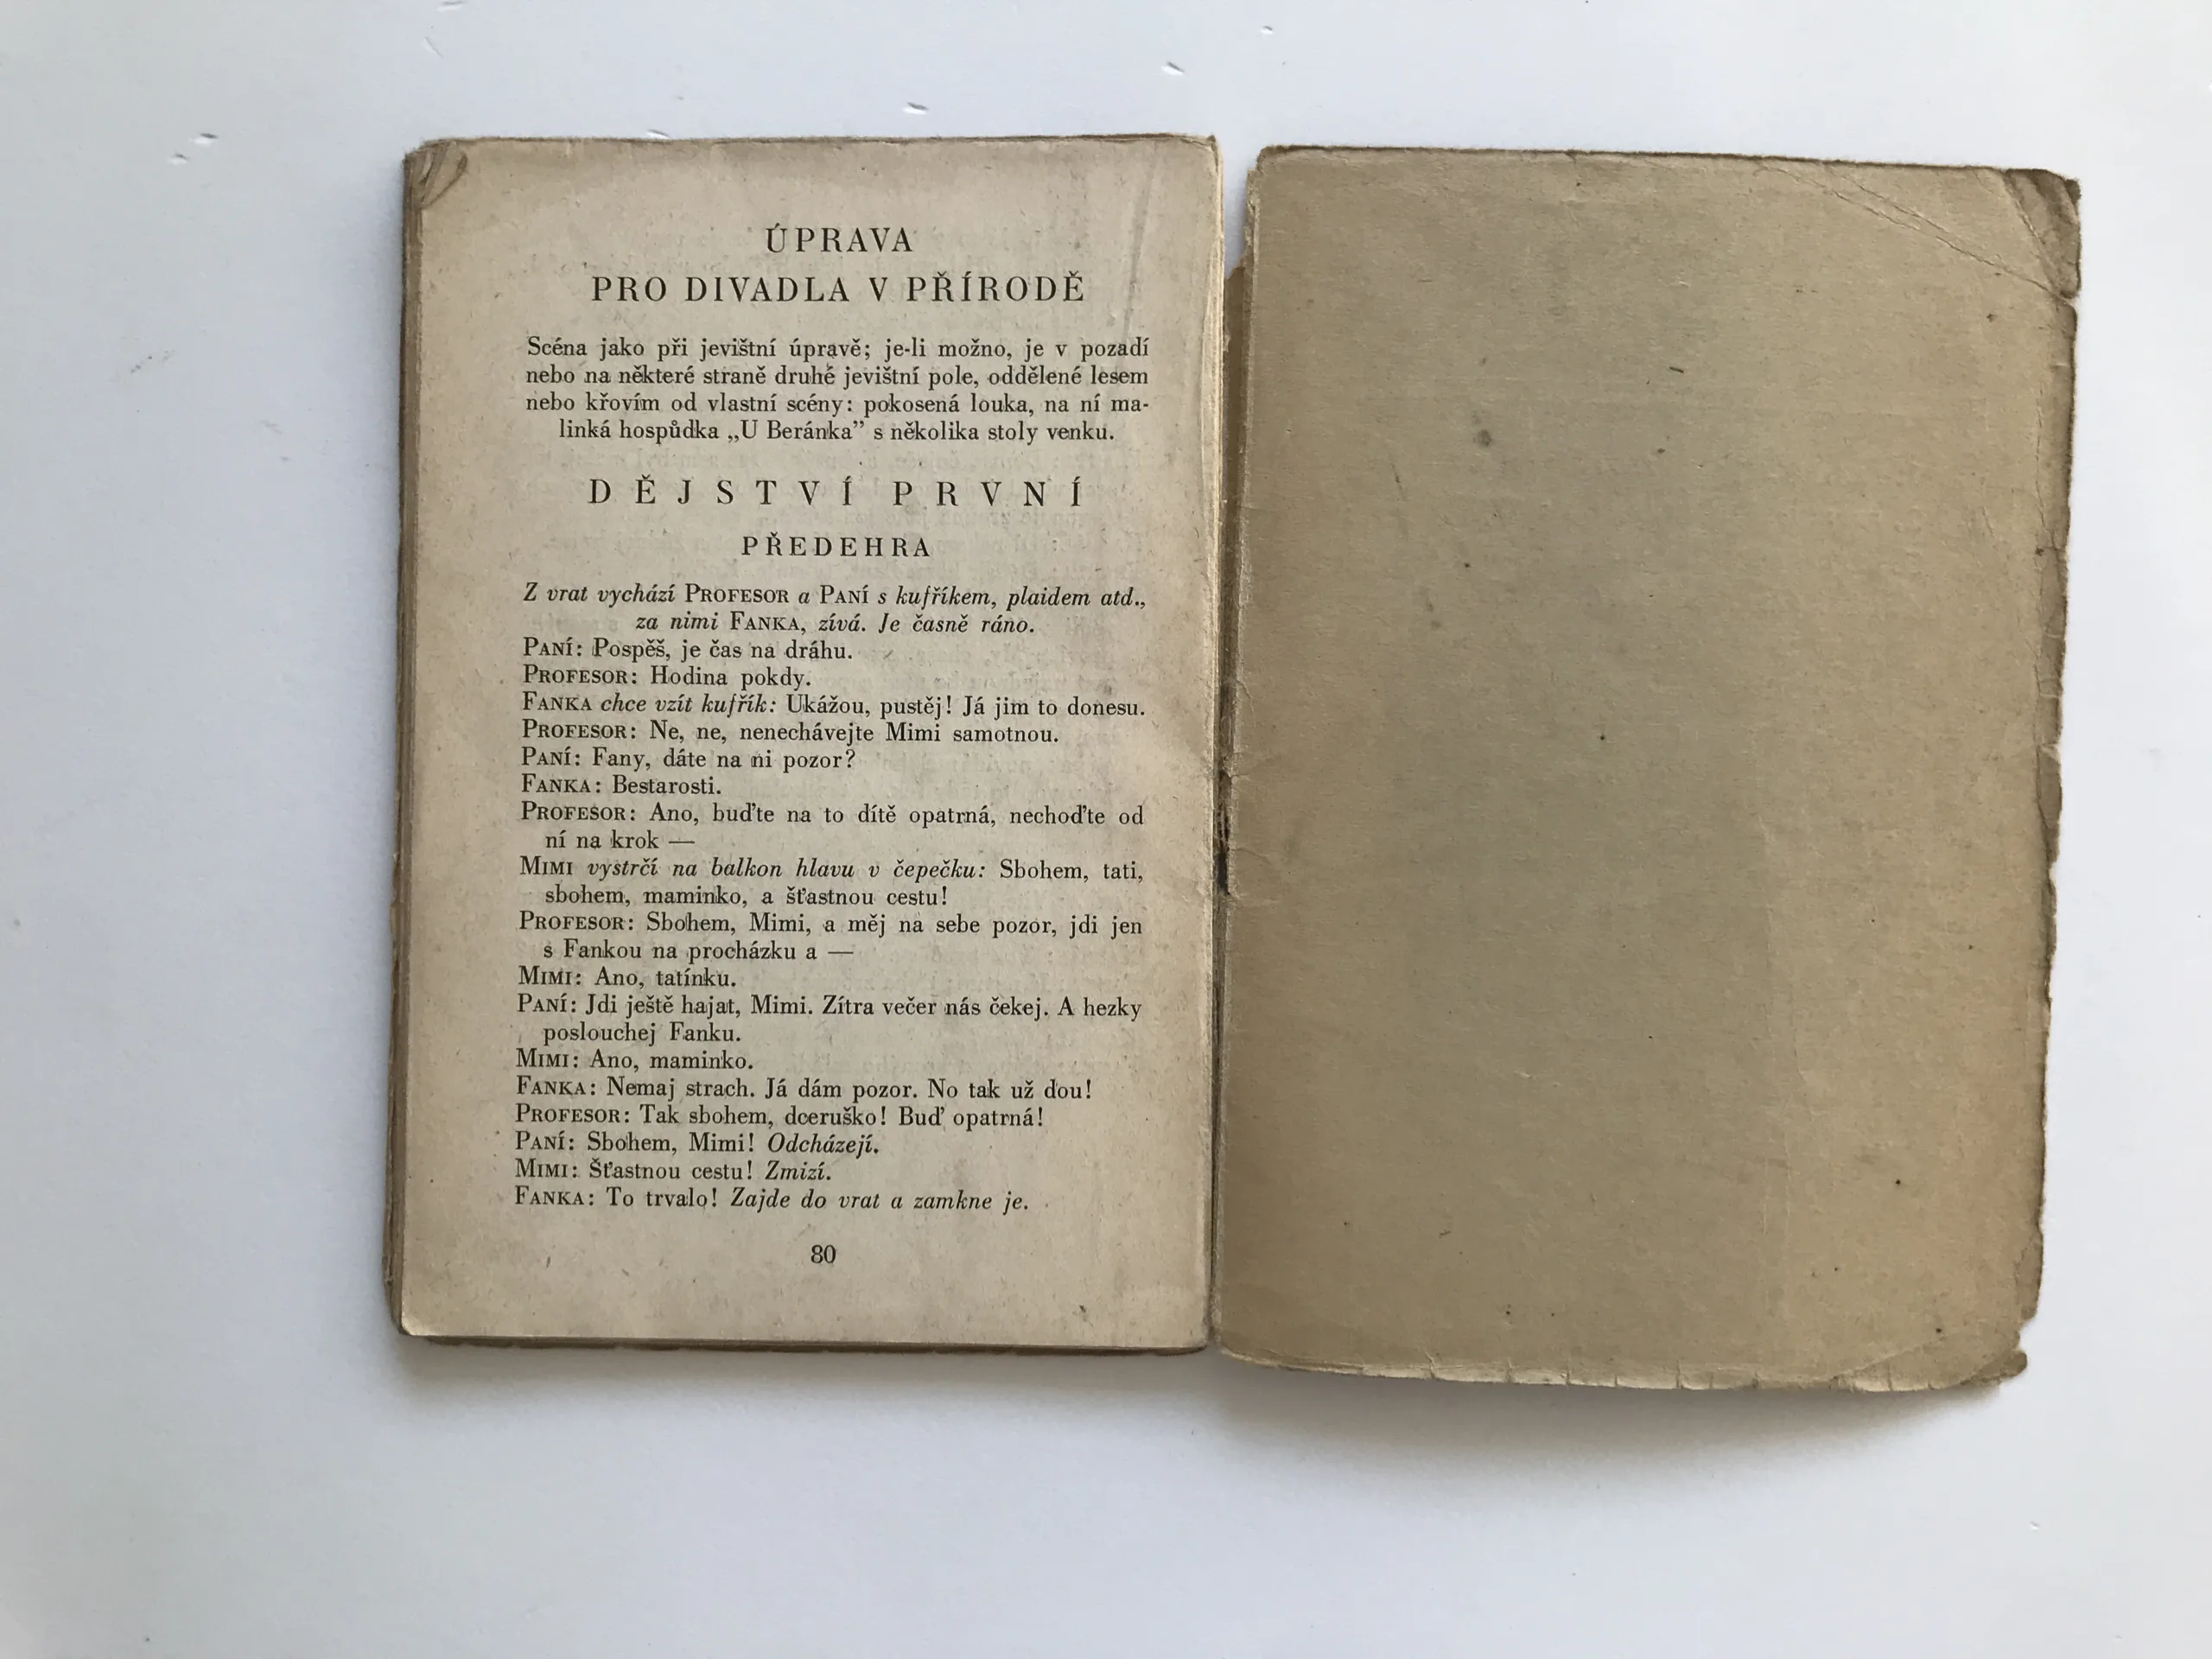 ÚPRAVA
PRO DIVADLA V PŘÍRODĚ
Scéna jako při jevištní úpravě; je-li možno, je v pozadí
nebo na některé straně druhé jevištní pole, oddělené lesem
nebo křovím od vlastní scény: pokosená louka, na ní ma-
linká hospůdka „U Beránka” s několika stoly venku.
DĚJSTVÍ PRVNÍ
PŘEDEHRA
Z vrat vychází PROFESOR a PANÍ s kufříkem, plaidem atd.,
za nimi FANKA, zívá. Je časně ráno.
PANÍ: Pospěš, je čas na dráhu.
PROFESOR: Hodina pokdy.
FANKA chce vzít kufřík: Ukážou, pustěj! Já jim to donesu.
PROFESOR: Ne, ne, nenechávejte Mimi samotnou.
PANÍ: Fany, dáte na ni pozor?
FANKA: Bestarosti.
PROFESOR: Ano, buďte na to dítě opatrná, nechoďte od
ní na krok —
MIMI vystrčí na balkon hlavu v čepečku: Sbohem, tati,
sbohem, maminko, a šťastnou cestu!
PROFESOR: Sbohem, Mimi, a měj na sebe pozor, jdi jen
s Fankou na procházku a —
MIMI: Ano, tatínku.
PANÍ: Jdi ještě hajat, Mimi. Zítra večer nás čekej. A hezky
poslouchej Fanku.
MIMI: Ano, maminko.
FANKA: Nemaj strach. Já dám pozor. No tak už dou!
PROFESOR: Tak sbohem, dceruško! Buď opatrná!
PANÍ: Sbohem, Mimi! Odcházejí.
MIMI: Šťastnou cestu! Zmizí.
FANKA: To trvalo! Zajde do vrat a zamkne je.
80